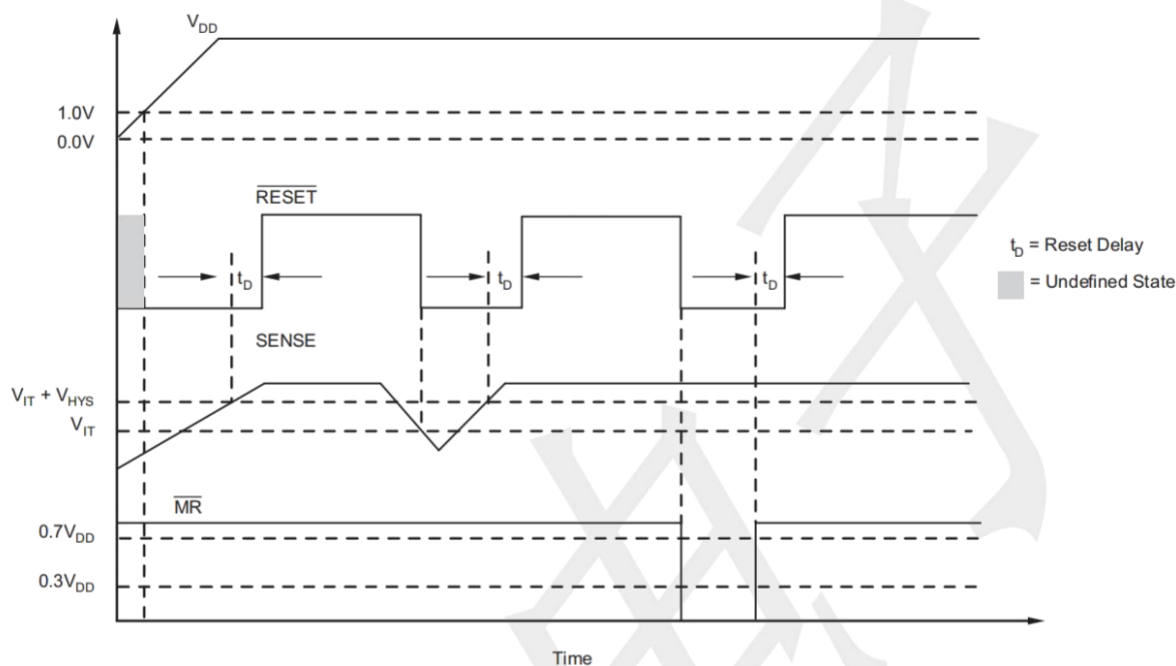 V_DD
1.0V
0.0V
RESET
t_D t_D t_D
t_D = Reset Delay
= Undefined State
SENSE
V_IT + V_HYS
V_IT
MR
0.7V_DD
0.3V_DD
Time